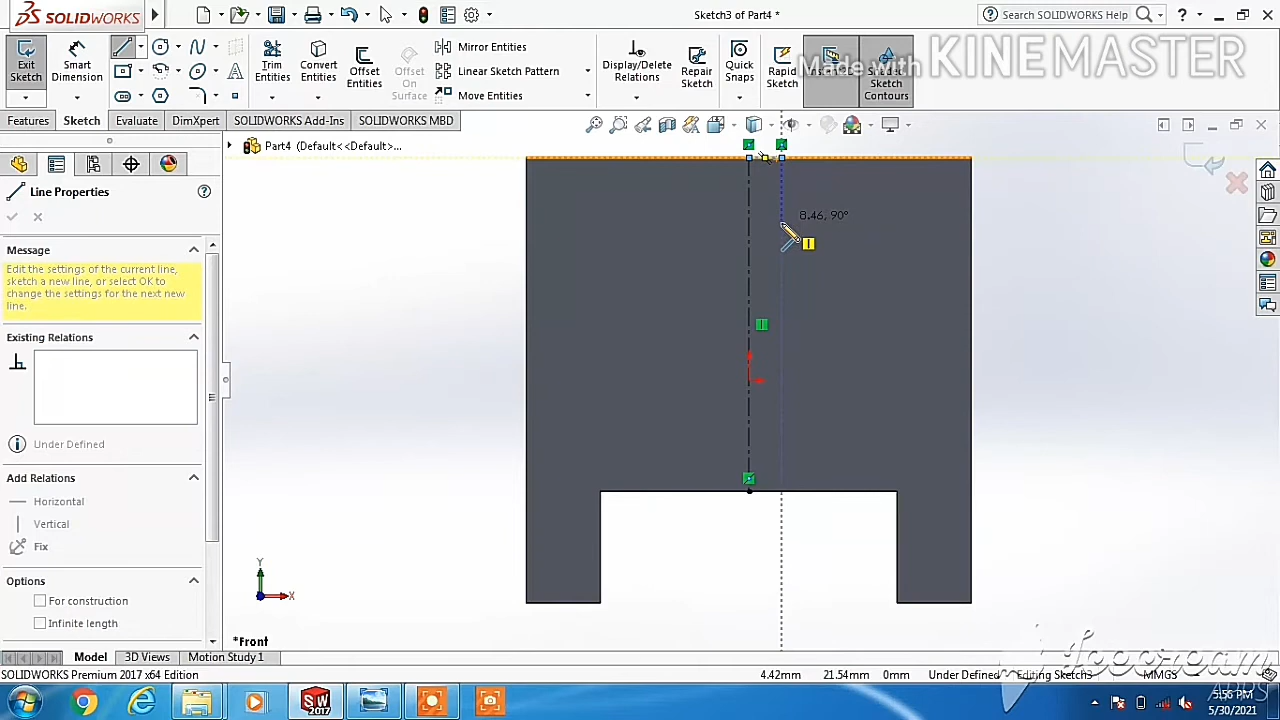 SOLIDWORKS
Sketch3 of Part4 *
Search SOLIDWORKS Help
Exit Sketch
Smart Dimension
Trim Entities
Convert Entities
Offset Entities
Offset On Surface
Mirror Entities
Linear Sketch Pattern
Move Entities
Display/Delete Relations
Repair Sketch
Quick Snaps
Rapid Sketch
Shaded Sketch Contours
Made with KINEMASTER
Features
Sketch
Evaluate
DimXpert
SOLIDWORKS Add-Ins
SOLIDWORKS MBD
Part4 (Default<<Default>...
Line Properties
Message
Edit the settings of the current line,
sketch a new line, or select OK to
change the settings for the next new
line.
Existing Relations
Under Defined
Add Relations
Horizontal
Vertical
Fix
Options
For construction
Infinite length
8.46, 90°
Y
X
*Front
Model
3D Views
Motion Study 1
SOLIDWORKS Premium 2017 x64 Edition
4.42mm
21.54mm
0mm
Under Defined
Editing Sketch3
MMGS
SW
2017
5:56 PM
5/30/2021